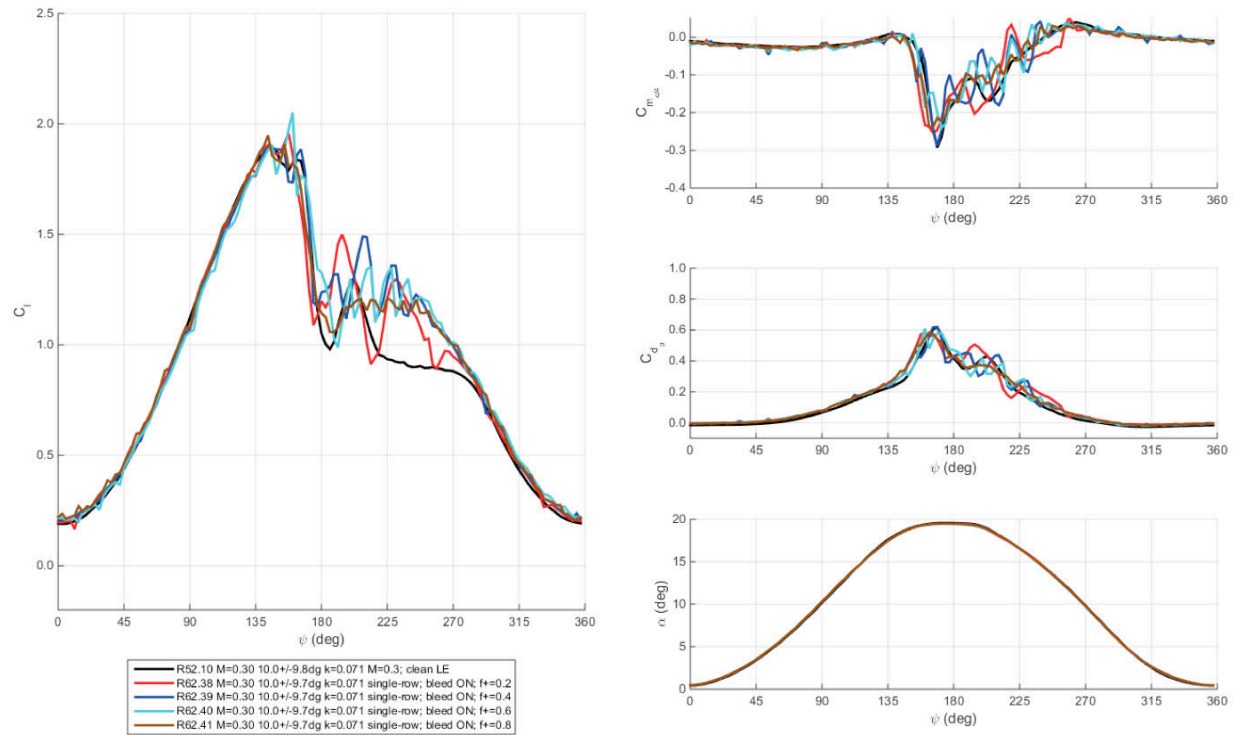 2.5
2.0
1.5
1.0
0.5
0.0
C_l
0 45 90 135 180 225 270 315 360
ψ (deg)
R52.10 M=0.30 10.0+/-9.8dg k=0.071 M=0.3; clean LE
R62.38 M=0.30 10.0+/-9.7dg k=0.071 single-row; bleed ON; f+=0.2
R62.39 M=0.30 10.0+/-9.7dg k=0.071 single-row; bleed ON; f+=0.4
R62.40 M=0.30 10.0+/-9.7dg k=0.071 single-row; bleed ON; f+=0.6
R62.41 M=0.30 10.0+/-9.7dg k=0.071 single-row; bleed ON; f+=0.8
0.0
-0.1
-0.2
-0.3
-0.4
C_m_c/4
0 45 90 135 180 225 270 315 360
ψ (deg)
1.0
0.8
0.6
0.4
0.2
0.0
C_d_p
0 45 90 135 180 225 270 315 360
ψ (deg)
20
15
10
5
0
α (deg)
0 45 90 135 180 225 270 315 360
ψ (deg)